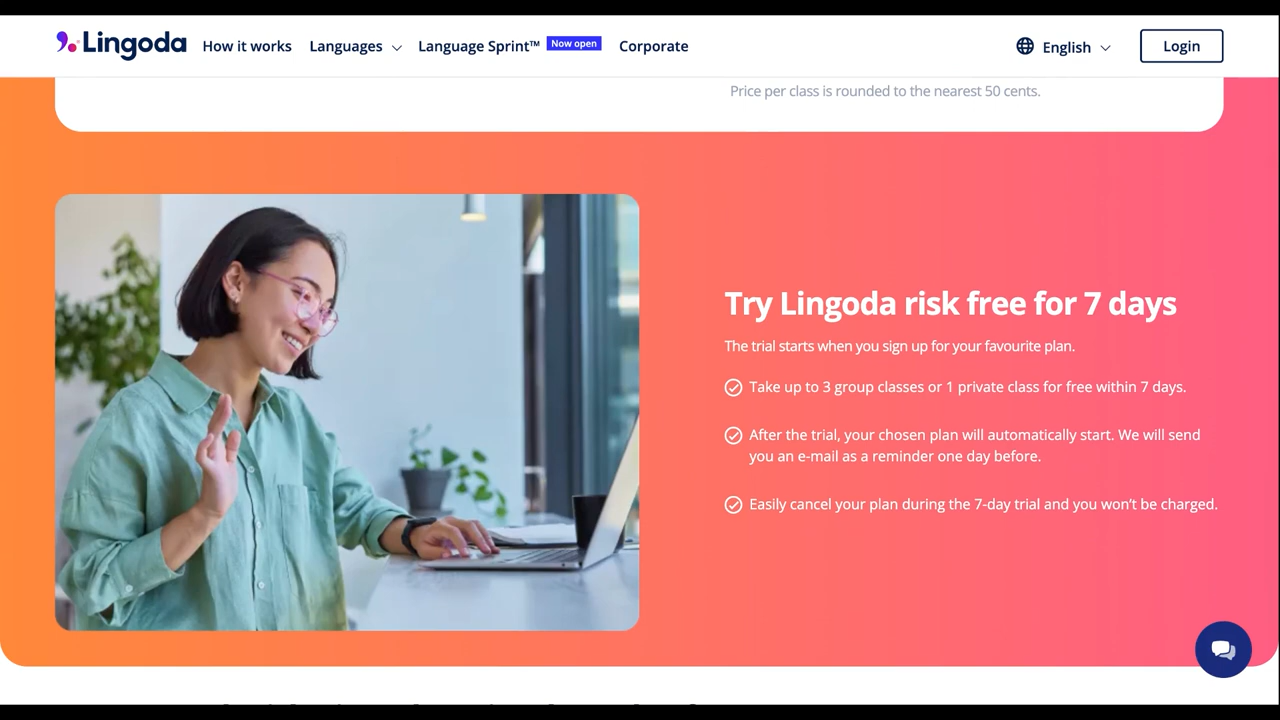 Lingoda
How it works
Languages
Language Sprint™
Now open
Corporate
English
Login
Price per class is rounded to the nearest 50 cents.
Try Lingoda risk free for 7 days
The trial starts when you sign up for your favourite plan.
Take up to 3 group classes or 1 private class for free within 7 days.
After the trial, your chosen plan will automatically start. We will send
you an e-mail as a reminder one day before.
Easily cancel your plan during the 7-day trial and you won’t be charged.